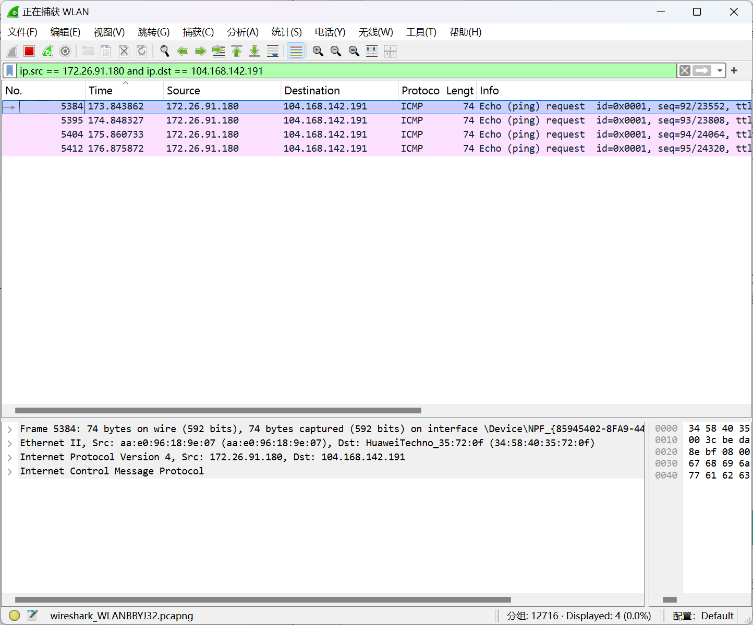 正在捕获 WLAN
文件(F) 编辑(E) 视图(V) 跳转(G) 捕获(C) 分析(A) 统计(S) 电话(Y) 无线(W) 工具(T) 帮助(H)
ip.src == 172.26.91.180 and ip.dst == 104.168.142.191
No. Time Source Destination Protoco Lengt Info
5384 173.843862 172.26.91.180 104.168.142.191 ICMP 74 Echo (ping) request id=0x0001, seq=92/23552, ttl
5395 174.848327 172.26.91.180 104.168.142.191 ICMP 74 Echo (ping) request id=0x0001, seq=93/23808, ttl
5404 175.860733 172.26.91.180 104.168.142.191 ICMP 74 Echo (ping) request id=0x0001, seq=94/24064, ttl
5412 176.875872 172.26.91.180 104.168.142.191 ICMP 74 Echo (ping) request id=0x0001, seq=95/24320, ttl
Frame 5384: 74 bytes on wire (592 bits), 74 bytes captured (592 bits) on interface \Device\NPF_{85945402-8FA9-44
Ethernet II, Src: aa:e0:96:18:9e:07 (aa:e0:96:18:9e:07), Dst: HuaweiTechno_35:72:0f (34:58:40:35:72:0f)
Internet Protocol Version 4, Src: 172.26.91.180, Dst: 104.168.142.191
Internet Control Message Protocol
0000 34 58 40 35
0010 00 3c be da
0020 8e bf 08 00
0030 67 68 69 6a
0040 77 61 62 63
wireshark_WLANBBYJ32.pcapng 分组: 12716 · Displayed: 4 (0.0%) 配置: Default